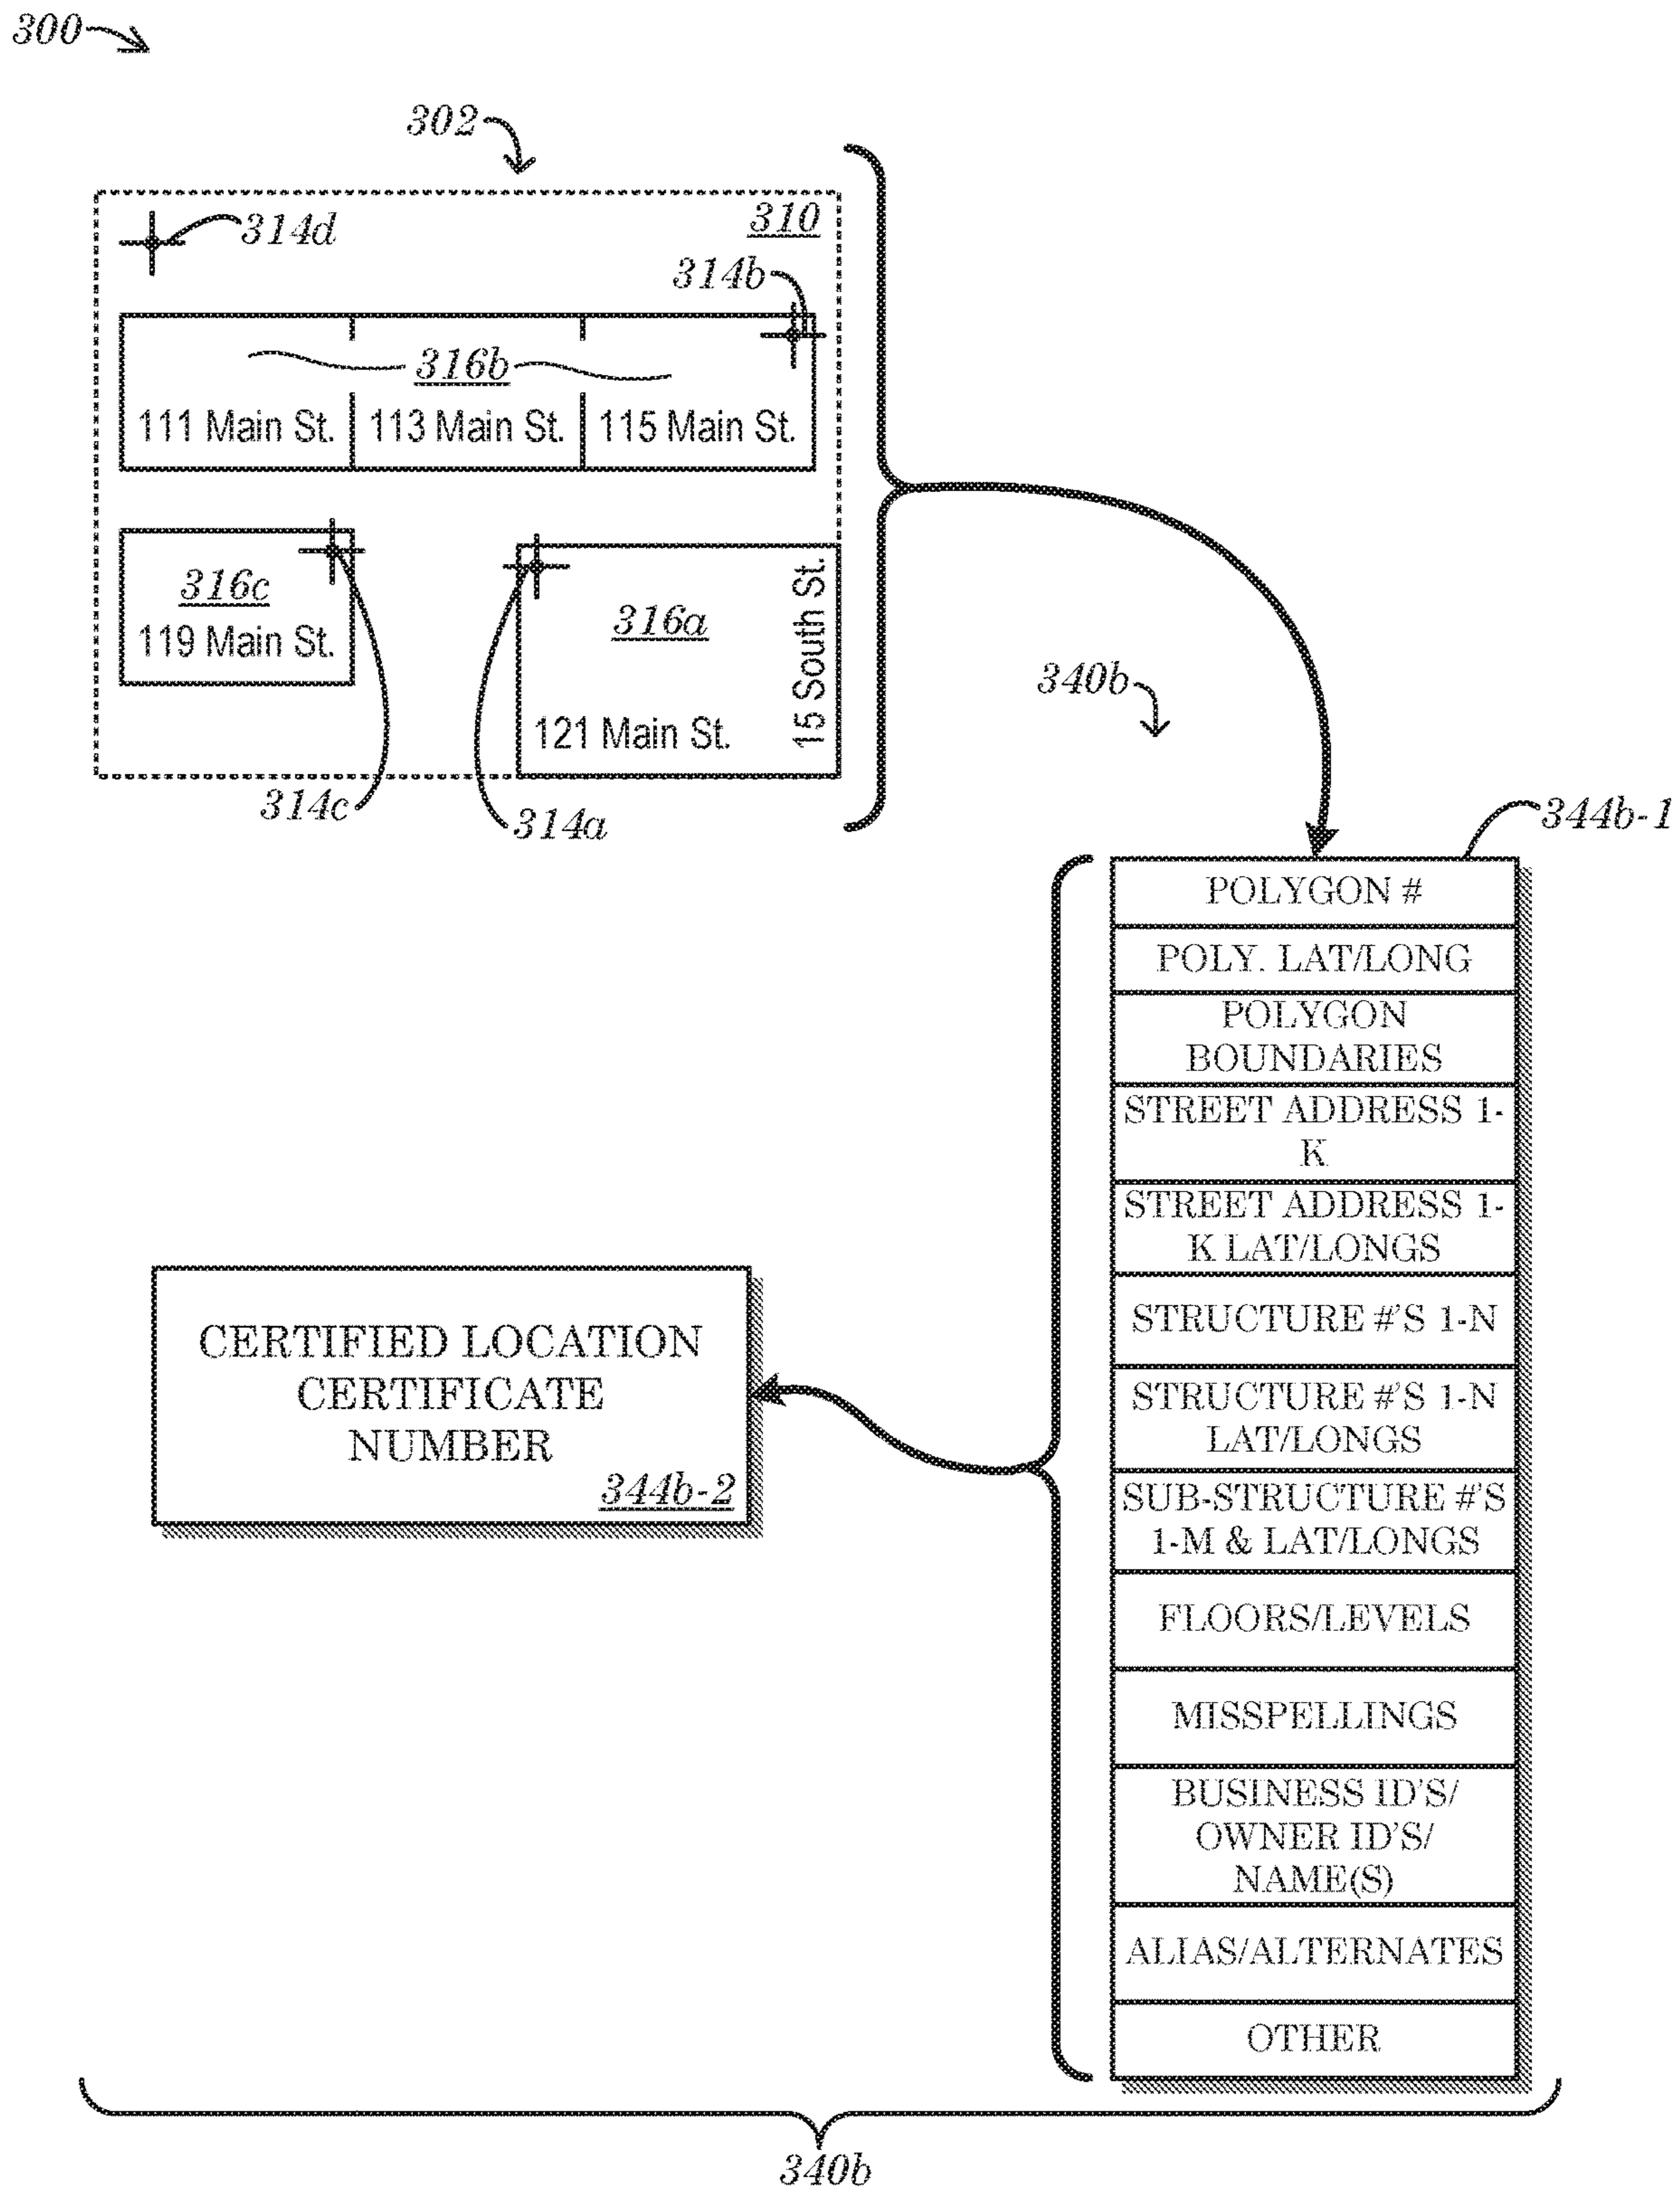 300
302
310
314d
314b
316b
111 Main St.
113 Main St.
115 Main St.
316c
119 Main St.
316a
15 South St.
121 Main St.
314c
314a
340b
344b-1
POLYGON #
POLY. LAT/LONG
POLYGON
BOUNDARIES
STREET ADDRESS 1-
K
STREET ADDRESS 1-
K LAT/LONGS
STRUCTURE #'S 1-N
STRUCTURE #'S 1-N
LAT/LONGS
SUB-STRUCTURE #'S
1-M & LAT/LONGS
FLOORS/LEVELS
MISSPELLINGS
BUSINESS ID'S/
OWNER ID'S/
NAME(S)
ALIAS/ALTERNATES
OTHER
CERTIFIED LOCATION
CERTIFICATE
NUMBER
344b-2
340b